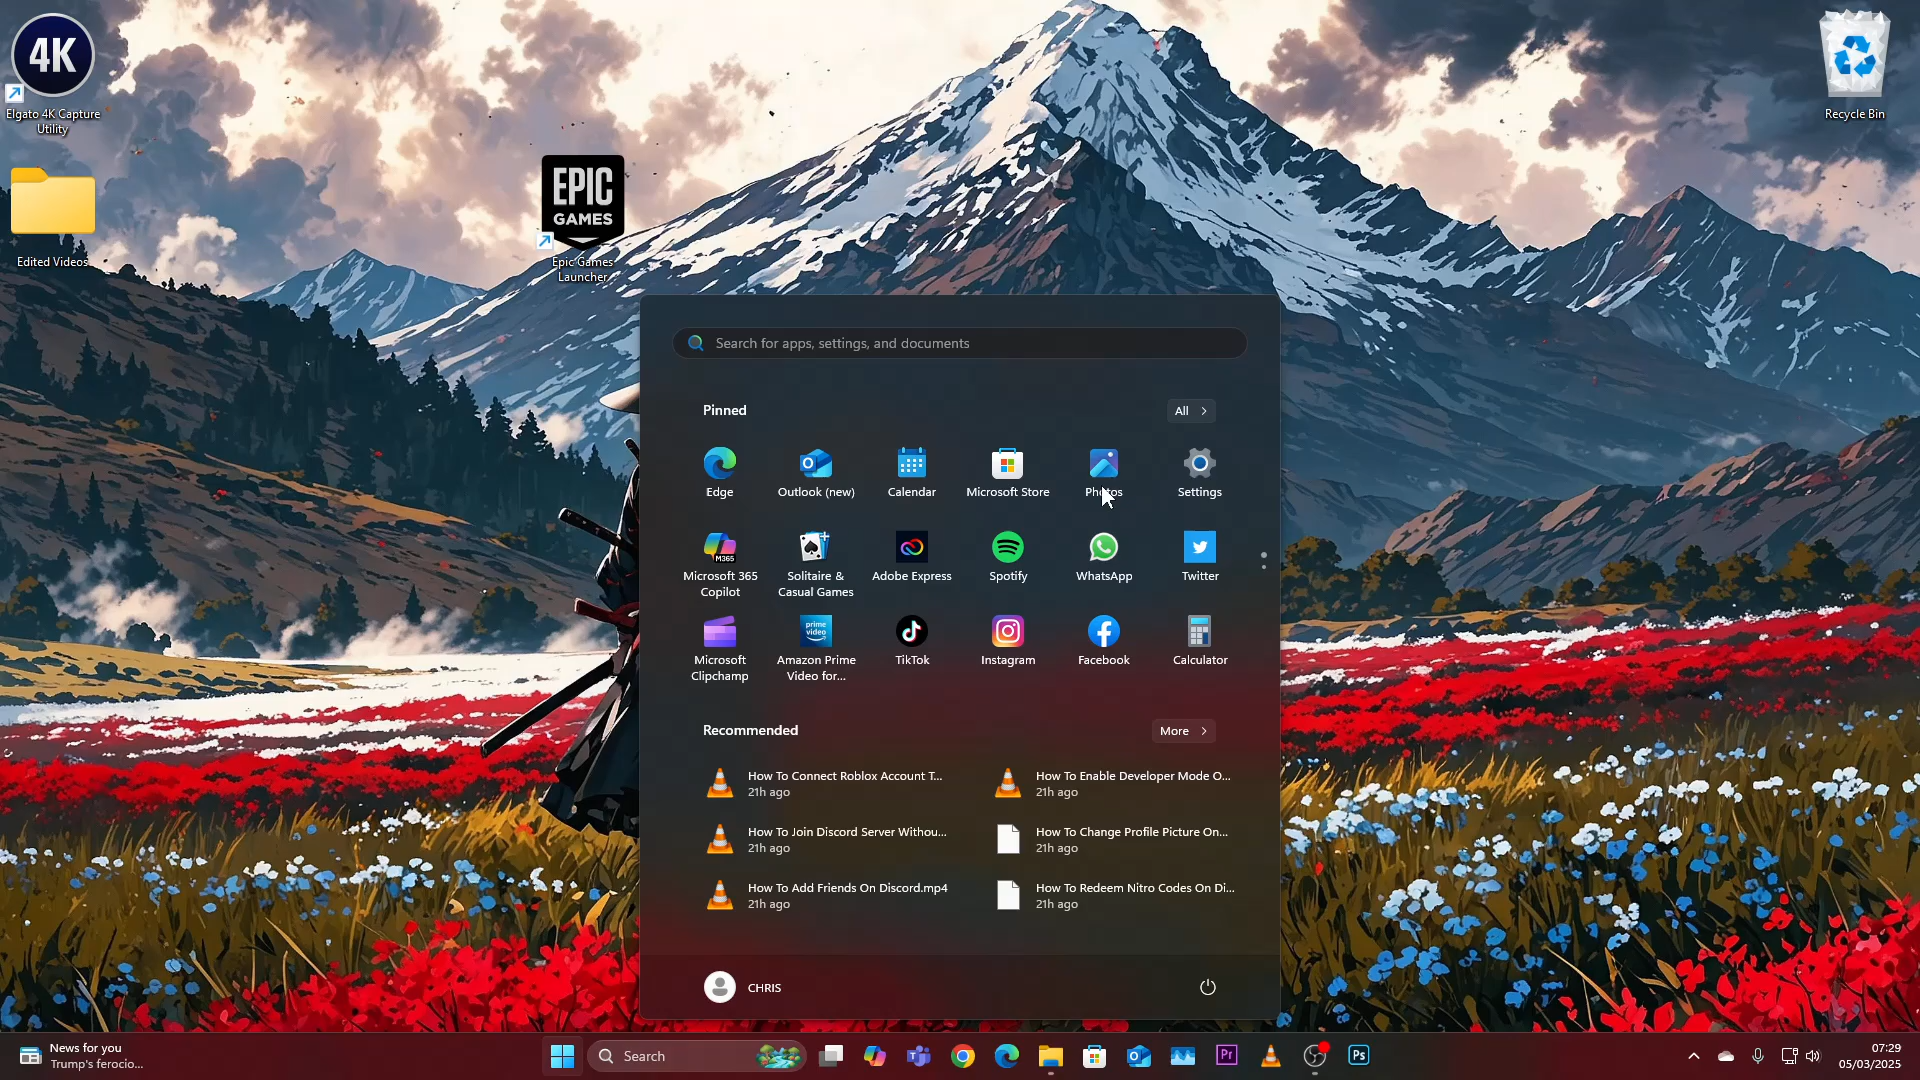 4K
Elgato 4K Capture
Utility
Edited Videos
EPIC
GAMES
Epic Games
Launcher
Recycle Bin
Search for apps, settings, and documents
Pinned
All
Edge
Outlook (new)
Calendar
Microsoft Store
Photos
Settings
M365
Microsoft 365
Copilot
Solitaire &
Casual Games
Adobe Express
Spotify
WhatsApp
Twitter
Microsoft
Clipchamp
prime
video
Amazon Prime
Video for...
TikTok
Instagram
Facebook
Calculator
Recommended
More
How To Connect Roblox Account T...
21h ago
How To Enable Developer Mode O...
21h ago
How To Join Discord Server Withou...
21h ago
How To Change Profile Picture On...
21h ago
How To Add Friends On Discord.mp4
21h ago
How To Redeem Nitro Codes On Di...
21h ago
CHRIS
News for you
Trump's ferocio...
Search
Pr
Ps
07:29
05/03/2025